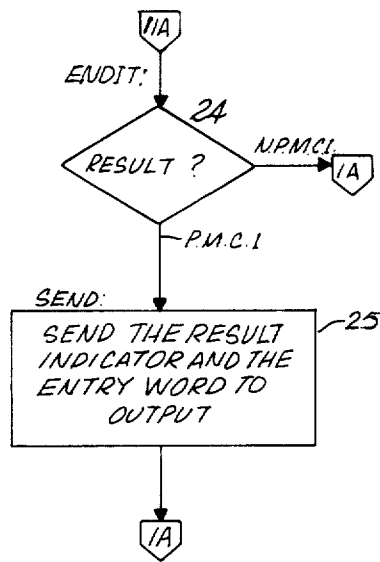 11A
ENDIT:
24
RESULT ?
N.P.M.C.I.
1A
P.M.C.I
SEND:
25
SEND THE RESULT
INDICATOR AND THE
ENTRY WORD TO
OUTPUT
1A